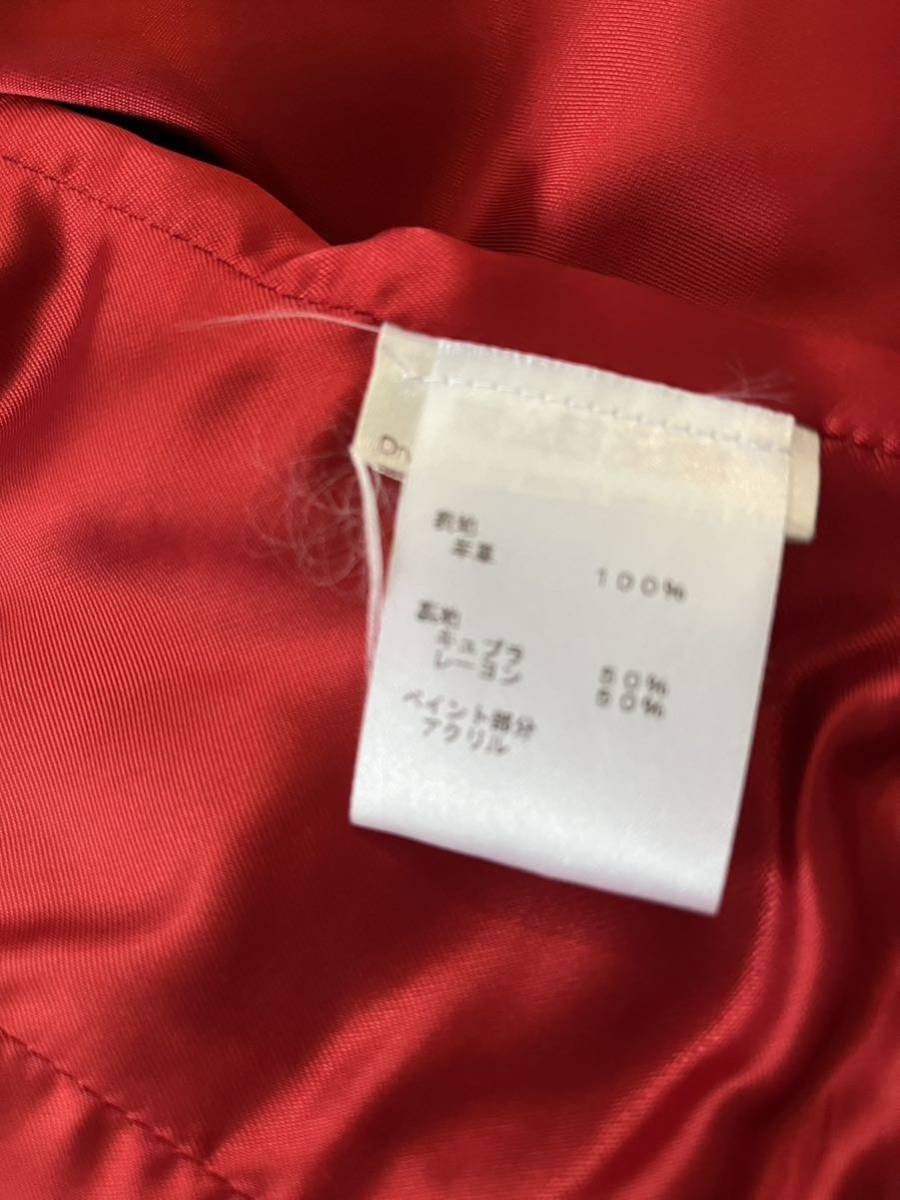 Dr
表地
羊革 100%
裏地
キュプラ 50%
レーヨン 50%
ペイント部分
アクリル